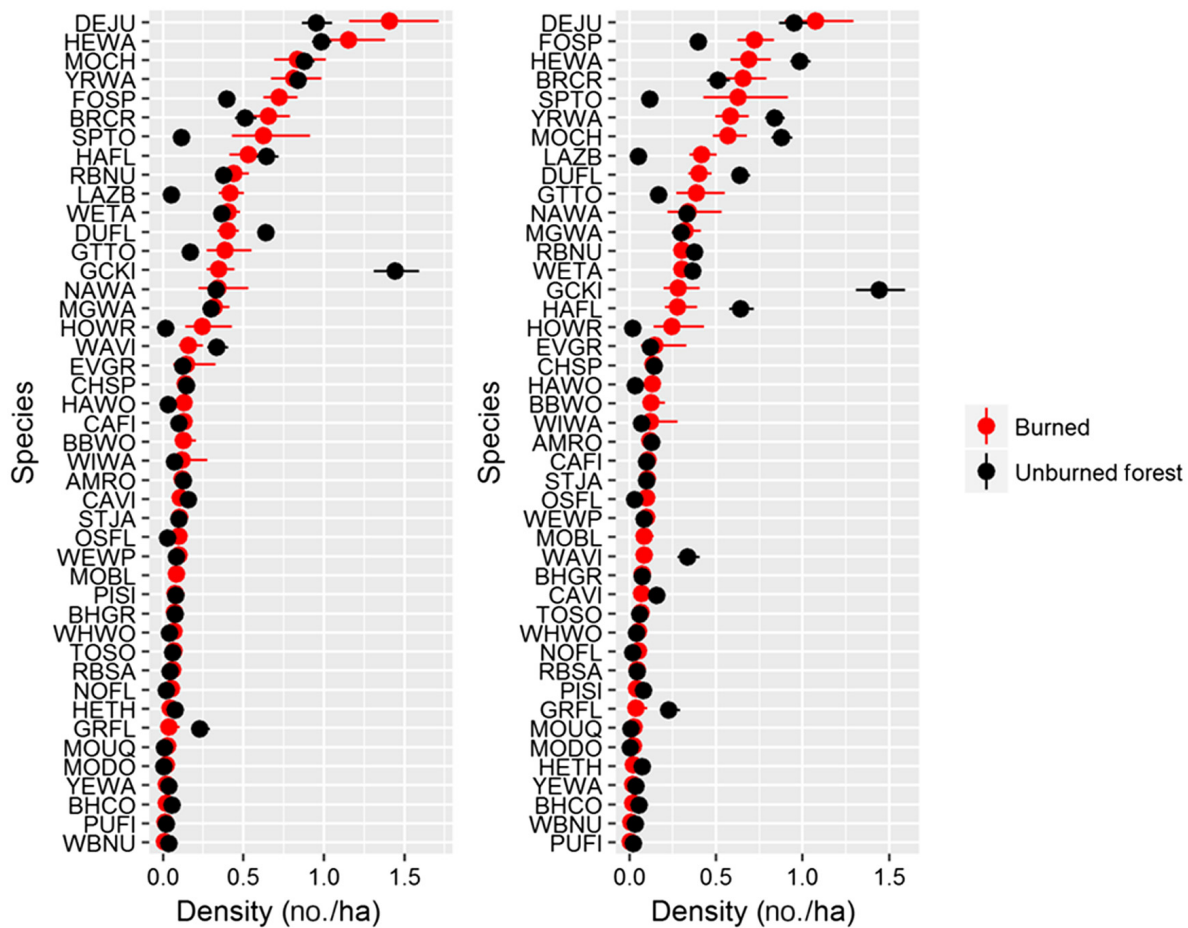 Species
DEJU
HEWA
MOCH
YRWA
FOSP
BRCR
SPTO
HAFL
RBNU
LAZB
WETA
DUFL
GTTO
GCKI
NAWA
MGWA
HOWR
WAVI
EVGR
CHSP
HAWO
CAFI
BBWO
WIWA
AMRO
CAVI
STJA
OSFL
WEWP
MOBL
PISI
BHGR
WHWO
TOSO
RBSA
NOFL
HETH
GRFL
MOUQ
MODO
YEWA
BHCO
PUFI
WBNU
0.0 0.5 1.0 1.5
Density (no./ha)
Species
DEJU
FOSP
HEWA
BRCR
SPTO
YRWA
MOCH
LAZB
DUFL
GTTO
NAWA
MGWA
RBNU
WETA
GCKI
HAFL
HOWR
EVGR
CHSP
HAWO
BBWO
WIWA
AMRO
CAFI
STJA
OSFL
WEWP
MOBL
WAVI
BHGR
CAVI
TOSO
WHWO
NOFL
RBSA
PISI
GRFL
MOUQ
MODO
HETH
YEWA
BHCO
WBNU
PUFI
0.0 0.5 1.0 1.5
Density (no./ha)
Burned
Unburned forest